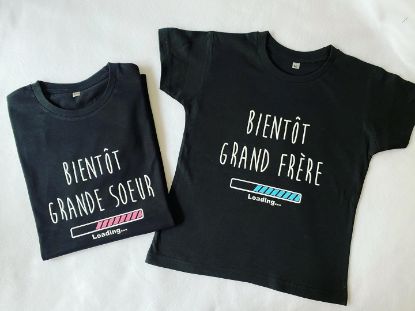 BIENTÔT
GRANDE SOEUR
Loading...
BIENTÔT
GRAND FRÈRE
Loading...